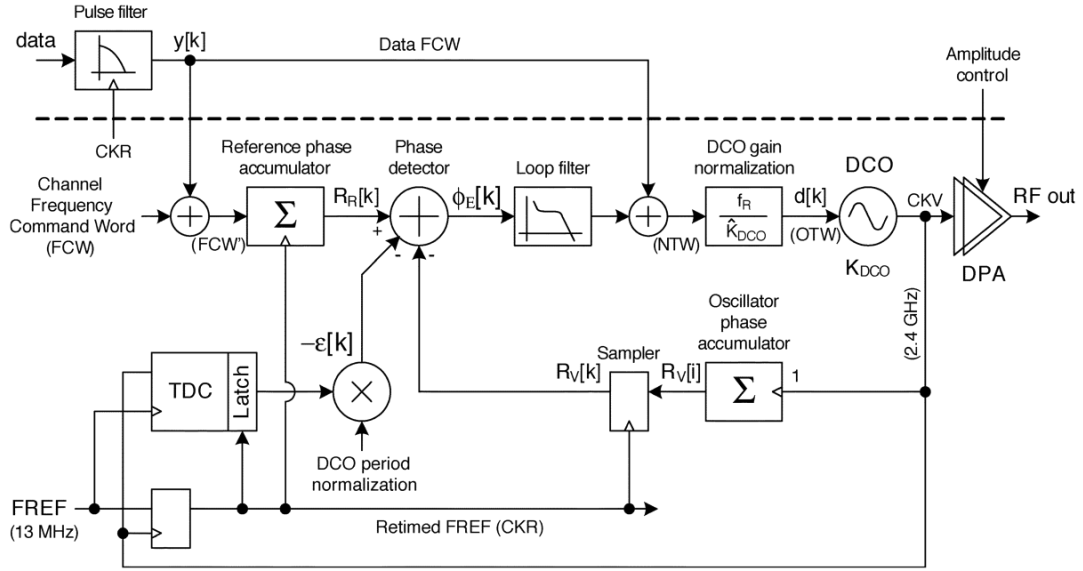 Pulse filter
data
y[k]
Data FCW
Amplitude
control
CKR
Reference phase
accumulator
Phase
detector
Loop filter
DCO gain
normalization
DCO
Channel
Frequency
Command Word
(FCW)
(FCW')
Σ
R_R[k]
+
-
-
ϕ_E[k]
(NTW)
f_R
K̂_DCO
d[k]
(OTW)
K_DCO
CKV
RF out
DPA
(2.4 GHz)
−ε[k]
TDC
Latch
DCO period
normalization
Sampler
R_V[k]
R_V[i]
Oscillator
phase
accumulator
Σ
1
FREF
(13 MHz)
Retimed FREF (CKR)